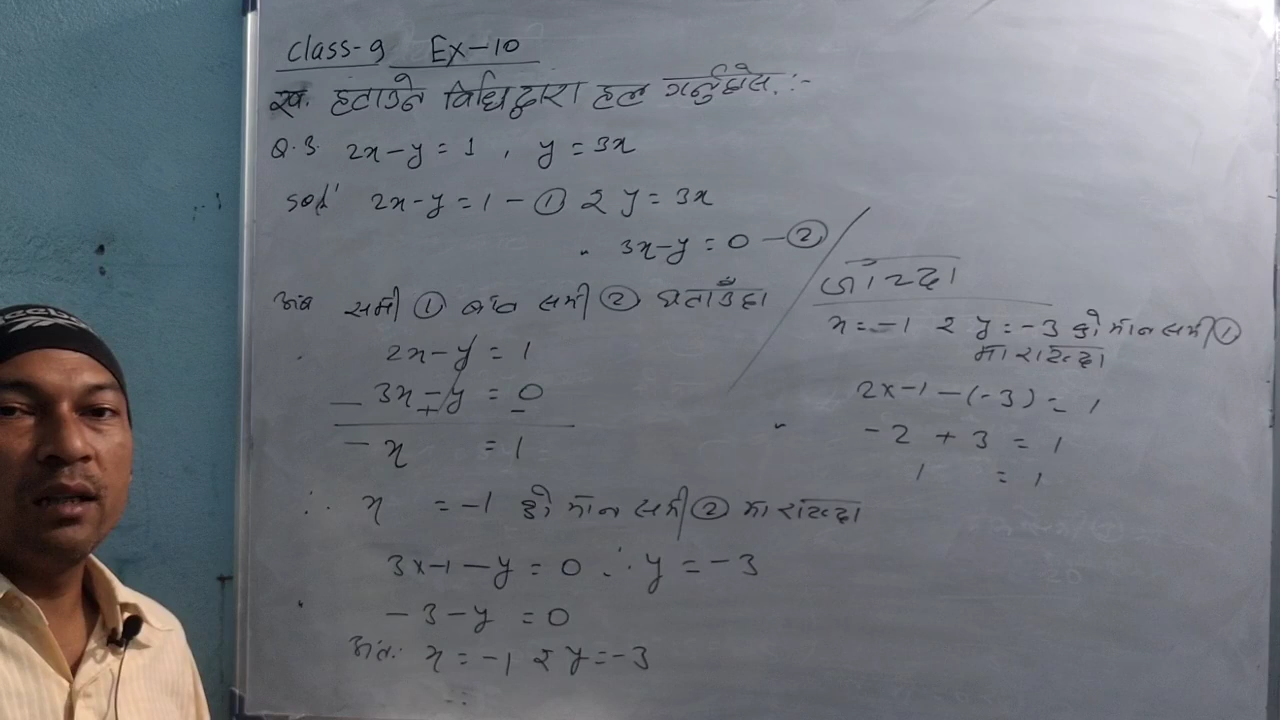 Class-9 Ex-10
ख. हटाउने विधिद्वारा हल गर्नुहोस् :-
Q.3. 2x-y = 1 , y = 3x
Solⁿ 2x-y = 1 - ① र y = 3x
3x-y = 0 - ②
अब समी ① बाट समी ② घटाउँदा
2x-y = 1
3x-y = 0
- + -
-x = 1
∴ x = -1 को मान समी ② मा राख्दा
3x-1-y = 0 ∴ y = -3
-3-y = 0
अतः x = -1 र y = -3
जाँच्दा
x = -1 र y = -3 को मान समी ①
मा राख्दा
2x-1-(-3) = 1
-2 + 3 = 1
1 = 1